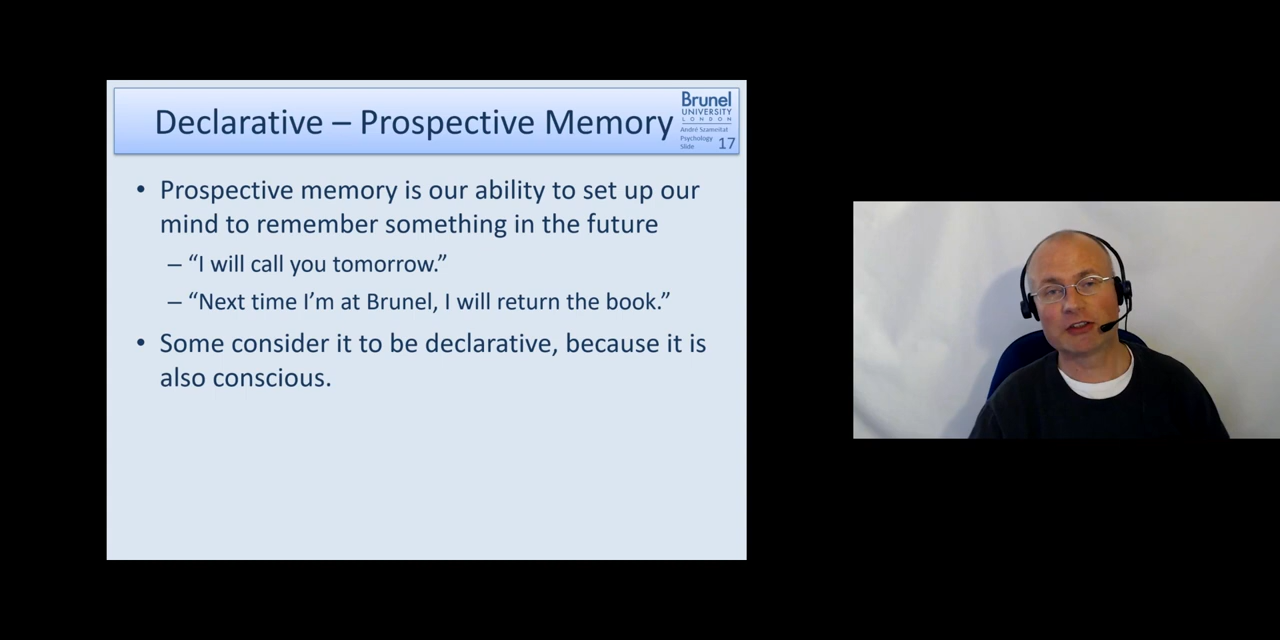 Declarative – Prospective Memory
Brunel
UNIVERSITY
LONDON
André Szameitat
Psychology
Slide 17
• Prospective memory is our ability to set up our
mind to remember something in the future
– “I will call you tomorrow.”
– “Next time I’m at Brunel, I will return the book.”
• Some consider it to be declarative, because it is
also conscious.